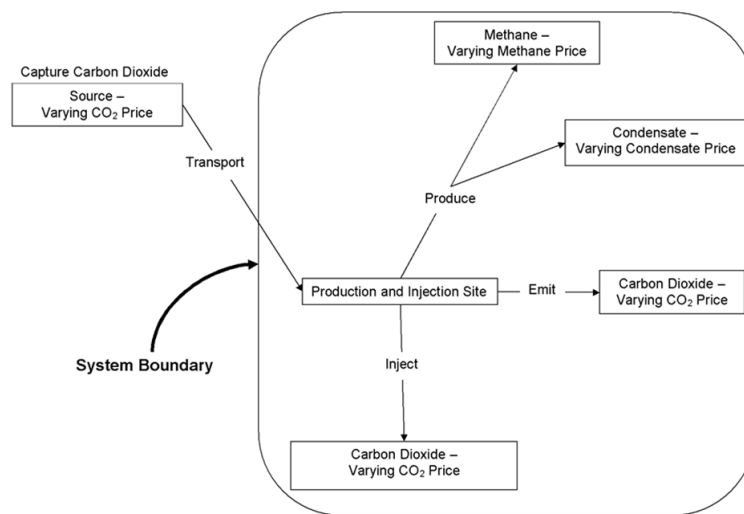 Methane –
Varying Methane Price
Capture Carbon Dioxide
Source –
Varying CO₂ Price
Condensate –
Varying Condensate Price
Transport
Produce
Production and Injection Site
Emit
Carbon Dioxide –
Varying CO₂ Price
System Boundary
Inject
Carbon Dioxide –
Varying CO₂ Price